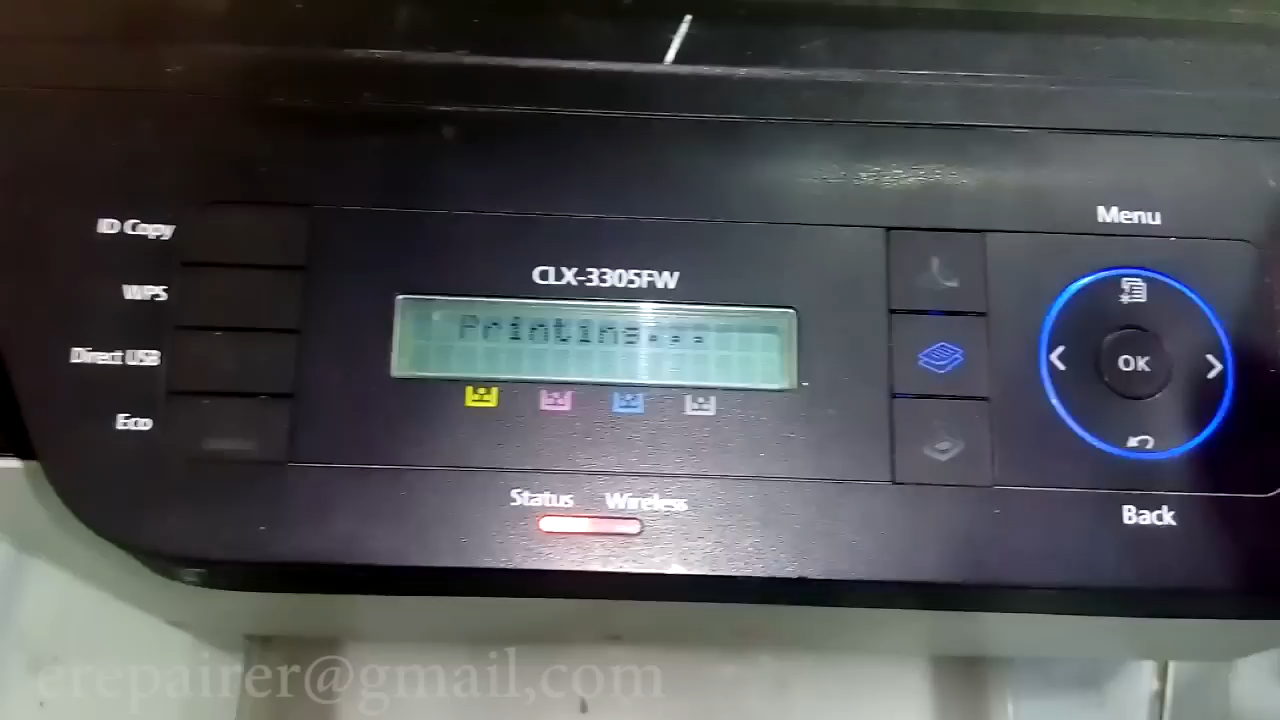 Menu
ID Copy
WPS
CLX-3305FW
Printing...
Direct USB
OK
Eco
Status Wireless
Back
erepairer@gmail,com